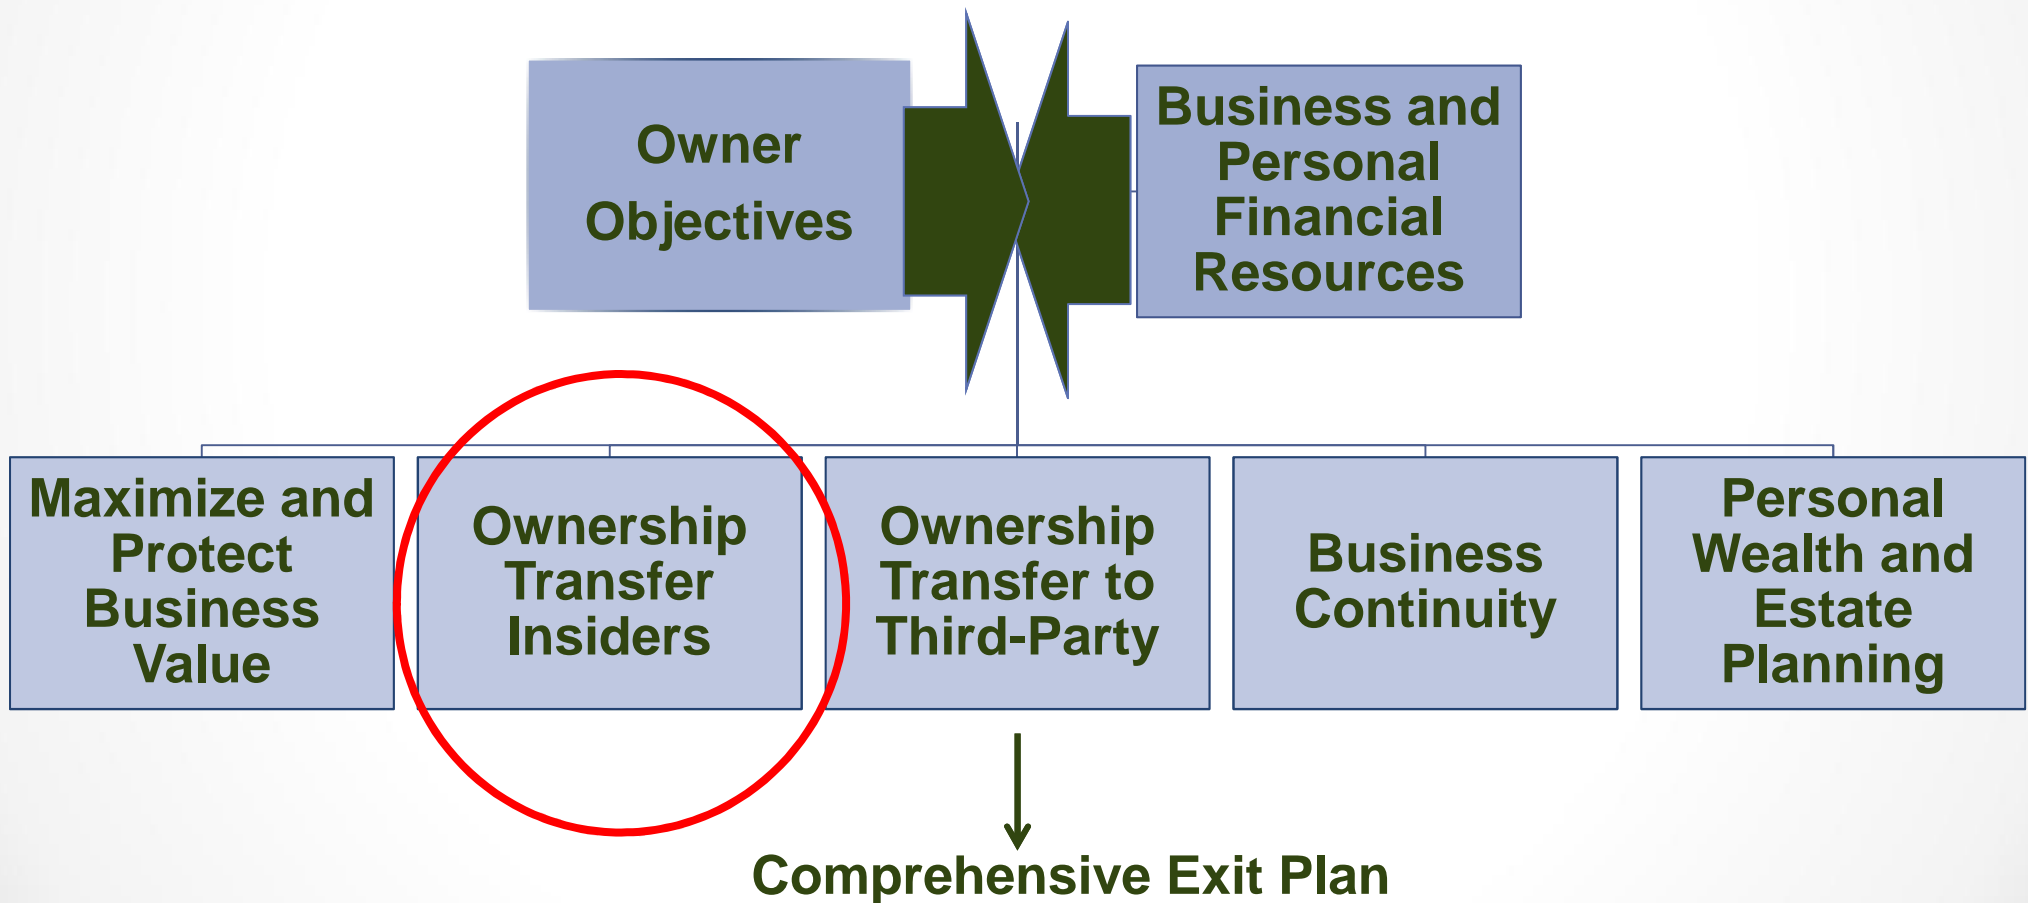 Owner
Objectives
Business and
Personal
Financial
Resources
Maximize and
Protect
Business
Value
Ownership
Transfer
Insiders
Ownership
Transfer to
Third-Party
Business
Continuity
Personal
Wealth and
Estate
Planning
Comprehensive Exit Plan